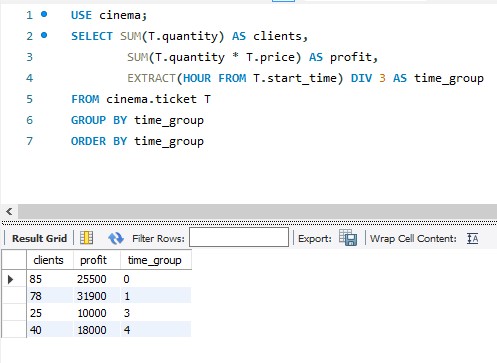 1 USE cinema;
2 SELECT SUM(T.quantity) AS clients,
3 SUM(T.quantity * T.price) AS profit,
4 EXTRACT(HOUR FROM T.start_time) DIV 3 AS time_group
5 FROM cinema.ticket T
6 GROUP BY time_group
7 ORDER BY time_group
Result Grid Filter Rows: Export: Wrap Cell Content: IA
clients profit time_group
85 25500 0
78 31900 1
25 10000 3
40 18000 4